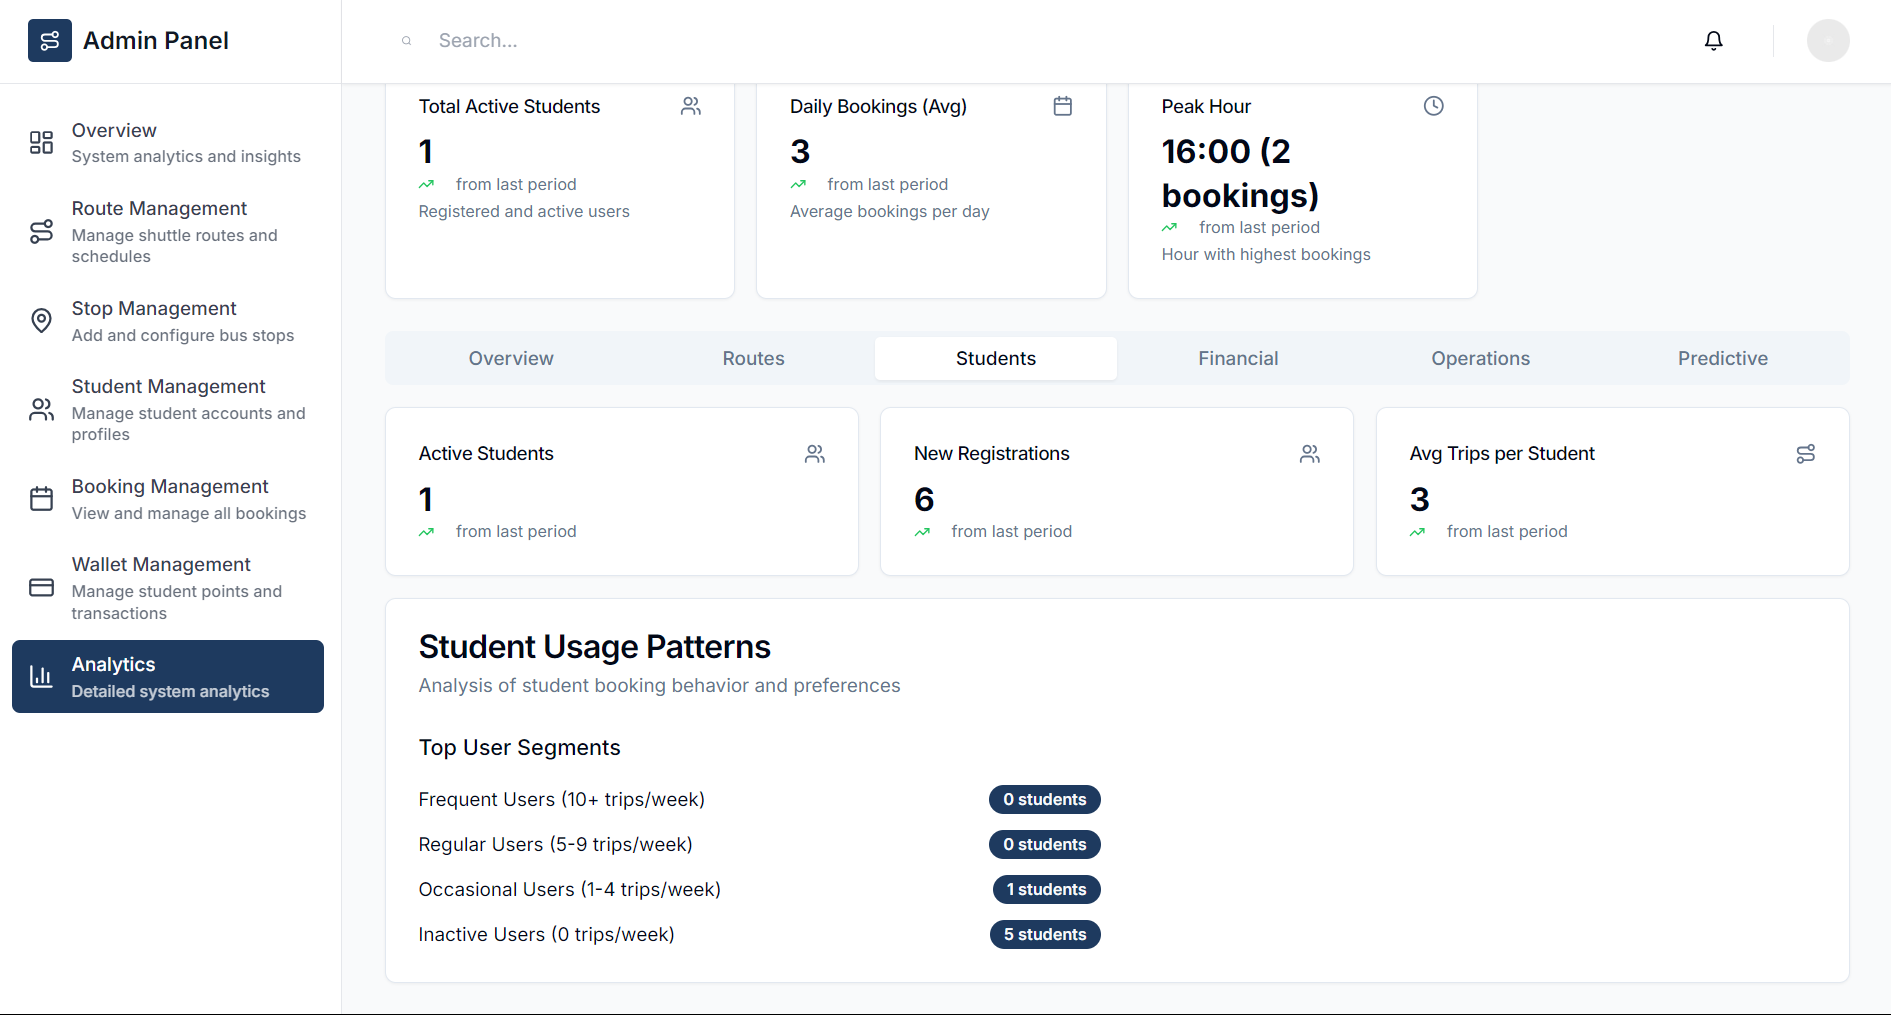 Admin Panel
Search...
Overview
System analytics and insights
Route Management
Manage shuttle routes and
schedules
Stop Management
Add and configure bus stops
Student Management
Manage student accounts and
profiles
Booking Management
View and manage all bookings
Wallet Management
Manage student points and
transactions
Analytics
Detailed system analytics
Total Active Students
1
from last period
Registered and active users
Daily Bookings (Avg)
3
from last period
Average bookings per day
Peak Hour
16:00 (2
bookings)
from last period
Hour with highest bookings
Overview
Routes
Students
Financial
Operations
Predictive
Active Students
1
from last period
New Registrations
6
from last period
Avg Trips per Student
3
from last period
Student Usage Patterns
Analysis of student booking behavior and preferences
Top User Segments
Frequent Users (10+ trips/week) 0 students
Regular Users (5-9 trips/week) 0 students
Occasional Users (1-4 trips/week) 1 students
Inactive Users (0 trips/week) 5 students